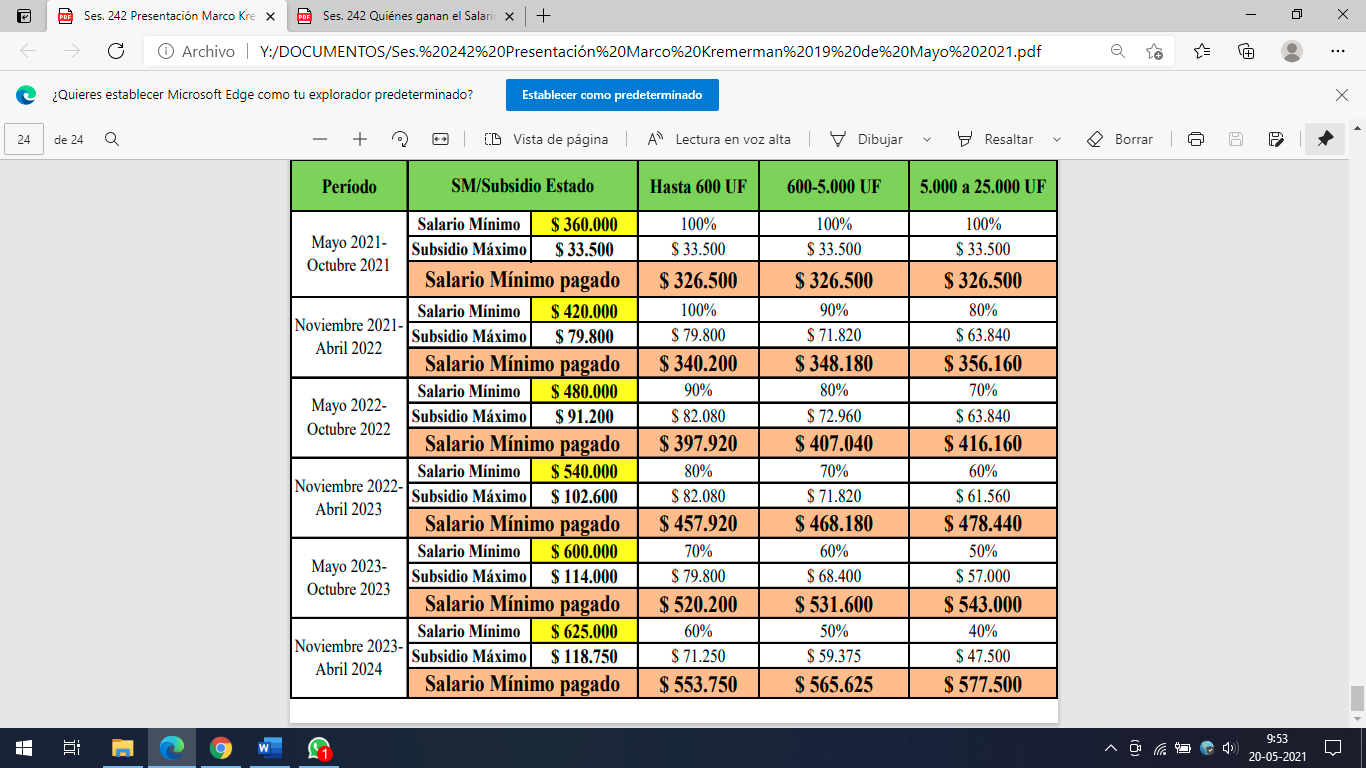 Ses. 242 Presentación Marco Kre
Ses. 242 Quiénes ganan el Salari
Archivo Y:/DOCUMENTOS/Ses.%20242%20Presentación%20Marco%20Kremerman%2019%20de%20Mayo%202021.pdf
¿Quieres establecer Microsoft Edge como tu explorador predeterminado? Establecer como predeterminado
24 de 24 Vista de página Lectura en voz alta Dibujar Resaltar Borrar
Período SM/Subsidio Estado Hasta 600 UF 600-5.000 UF 5.000 a 25.000 UF
Mayo 2021-
Octubre 2021
Salario Mínimo $ 360.000 100% 100% 100%
Subsidio Máximo $ 33.500 $ 33.500 $ 33.500 $ 33.500
Salario Mínimo pagado $ 326.500 $ 326.500 $ 326.500
Noviembre 2021-
Abril 2022
Salario Mínimo $ 420.000 100% 90% 80%
Subsidio Máximo $ 79.800 $ 79.800 $ 71.820 $ 63.840
Salario Mínimo pagado $ 340.200 $ 348.180 $ 356.160
Mayo 2022-
Octubre 2022
Salario Mínimo $ 480.000 90% 80% 70%
Subsidio Máximo $ 91.200 $ 82.080 $ 72.960 $ 63.840
Salario Mínimo pagado $ 397.920 $ 407.040 $ 416.160
Noviembre 2022-
Abril 2023
Salario Mínimo $ 540.000 80% 70% 60%
Subsidio Máximo $ 102.600 $ 82.080 $ 71.820 $ 61.560
Salario Mínimo pagado $ 457.920 $ 468.180 $ 478.440
Mayo 2023-
Octubre 2023
Salario Mínimo $ 600.000 70% 60% 50%
Subsidio Máximo $ 114.000 $ 79.800 $ 68.400 $ 57.000
Salario Mínimo pagado $ 520.200 $ 531.600 $ 543.000
Noviembre 2023-
Abril 2024
Salario Mínimo $ 625.000 60% 50% 40%
Subsidio Máximo $ 118.750 $ 71.250 $ 59.375 $ 47.500
Salario Mínimo pagado $ 553.750 $ 565.625 $ 577.500
1
9:53
20-05-2021